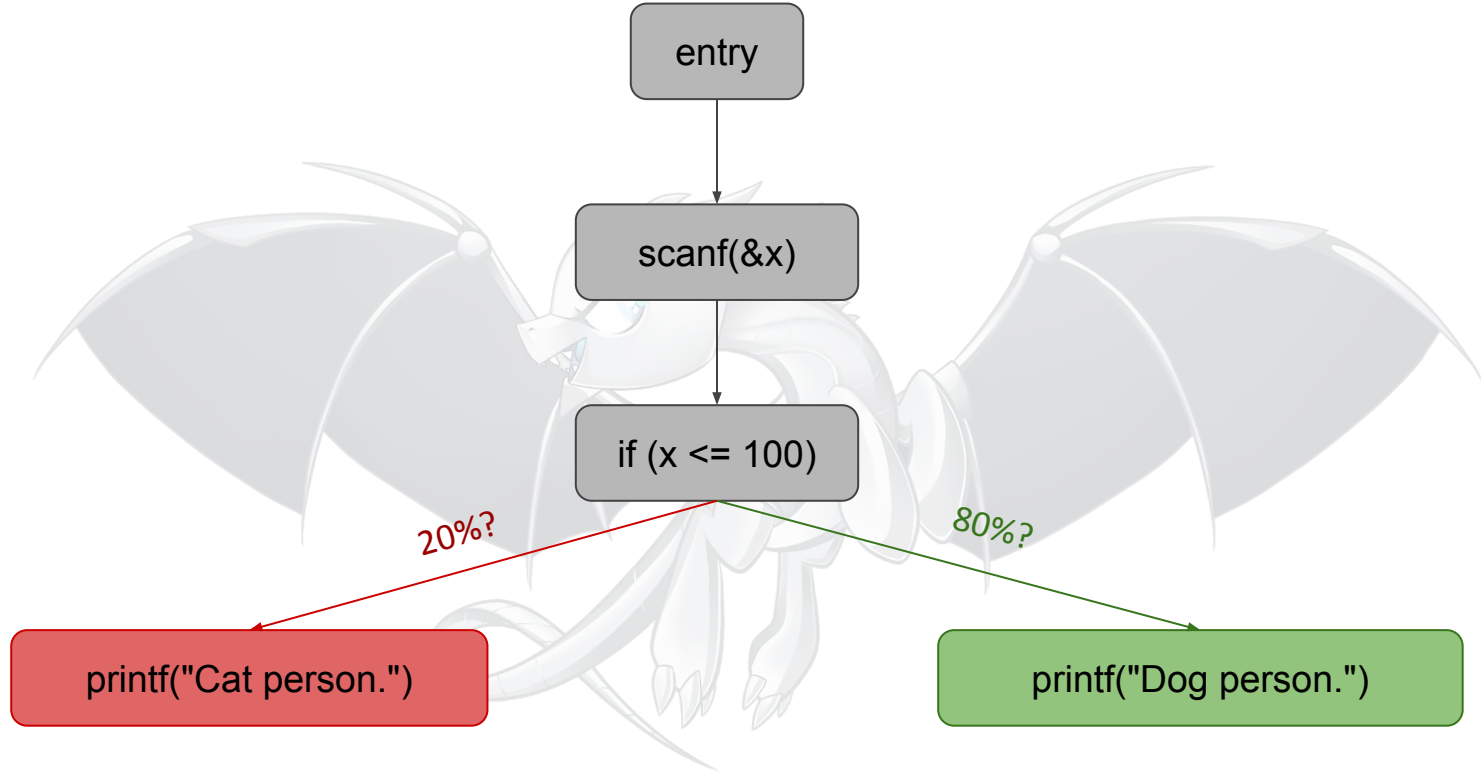 entry
scanf(&x)
if (x <= 100)
20%?
80%?
printf("Cat person.")
printf("Dog person.")